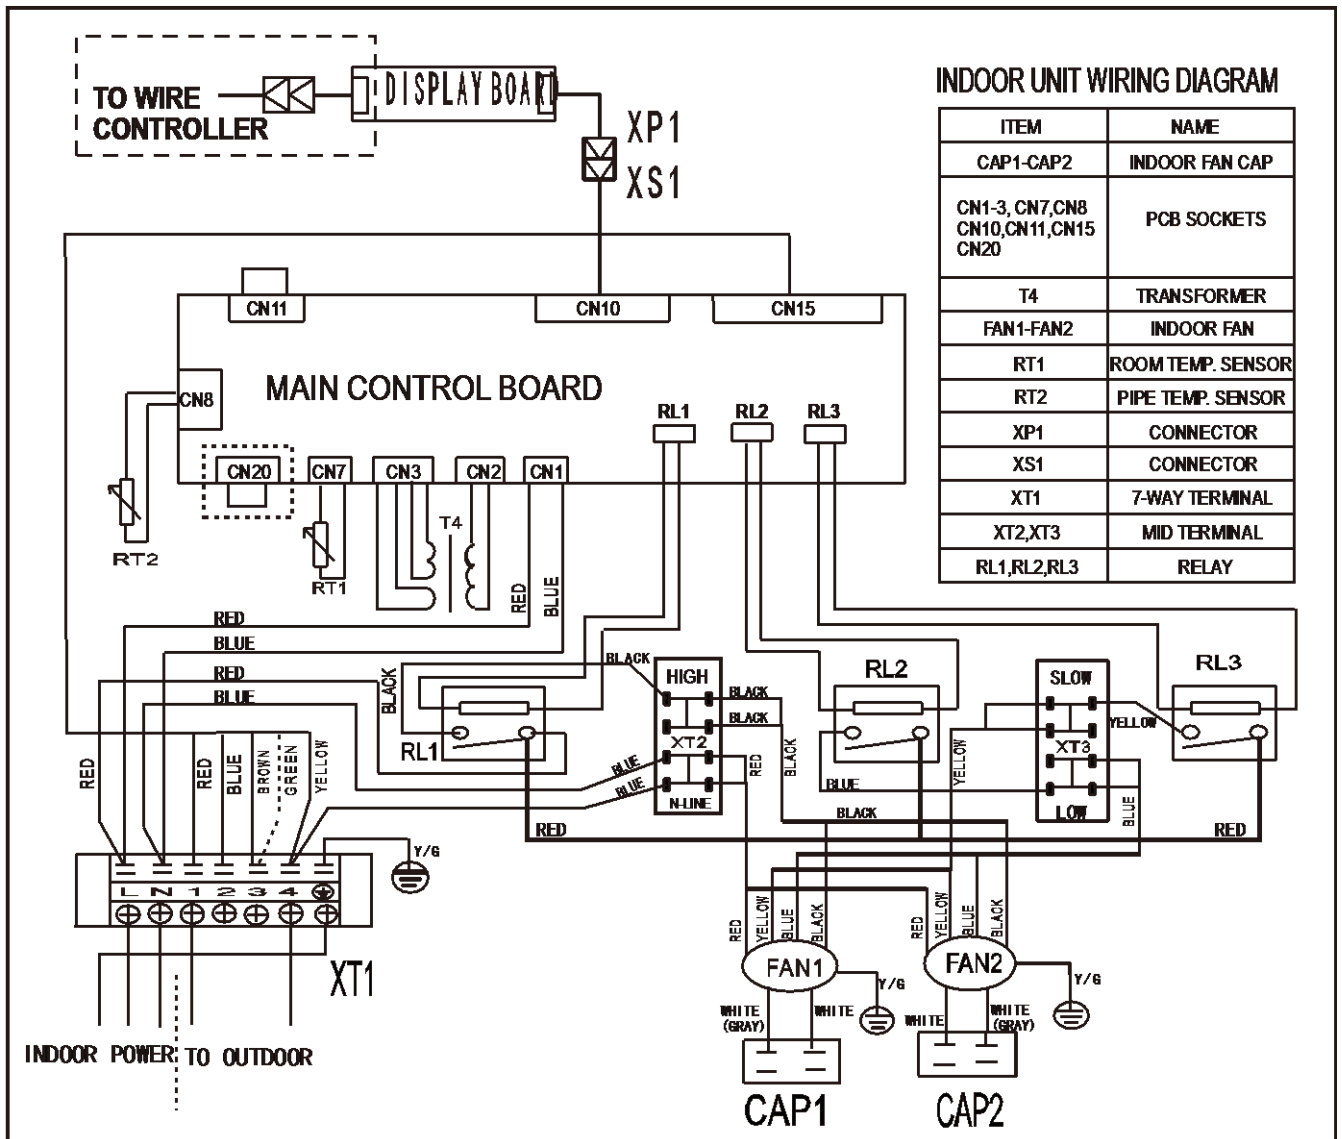 INDOOR UNIT WIRING DIAGRAM
ITEM NAME
CAP1-CAP2 INDOOR FAN CAP
CN1-3, CN7,CN8
CN10,CN11,CN15
CN20
PCB SOCKETS
T4 TRANSFORMER
FAN1-FAN2 INDOOR FAN
RT1 ROOM TEMP. SENSOR
RT2 PIPE TEMP. SENSOR
XP1 CONNECTOR
XS1 CONNECTOR
XT1 7-WAY TERMINAL
XT2,XT3 MID TERMINAL
RL1,RL2,RL3 RELAY
TO WIRE
CONTROLLER
DISPLAY BOARD
XP1
XS1
CN11
CN10
CN15
CN8
MAIN CONTROL BOARD
RL1
RL2
RL3
CN20
CN7
CN3
CN2
CN1
T4
RT2
RT1
RED
BLUE
RED
BLUE
RED
BLUE
BLACK
BLACK
RL1
HIGH
XT2
N-LINE
BLACK
BLACK
BLUE
BLUE
RED
BLACK
RL2
BLUE
SLOW
XT3
LOW
YELLOW
YELLOW
BLUE
RL3
RED
BLACK
RED
RED
RED
BLUE
BROWN
GREEN
YELLOW
Y/G
L N 1 2 3 4
XT1
INDOOR POWER
TO OUTDOOR
RED
YELLOW
BLUE
BLACK
FAN1
Y/G
WHITE
(GRAY)
WHITE
CAP1
RED
YELLOW
BLUE
BLACK
FAN2
Y/G
WHITE
WHITE
(GRAY)
CAP2